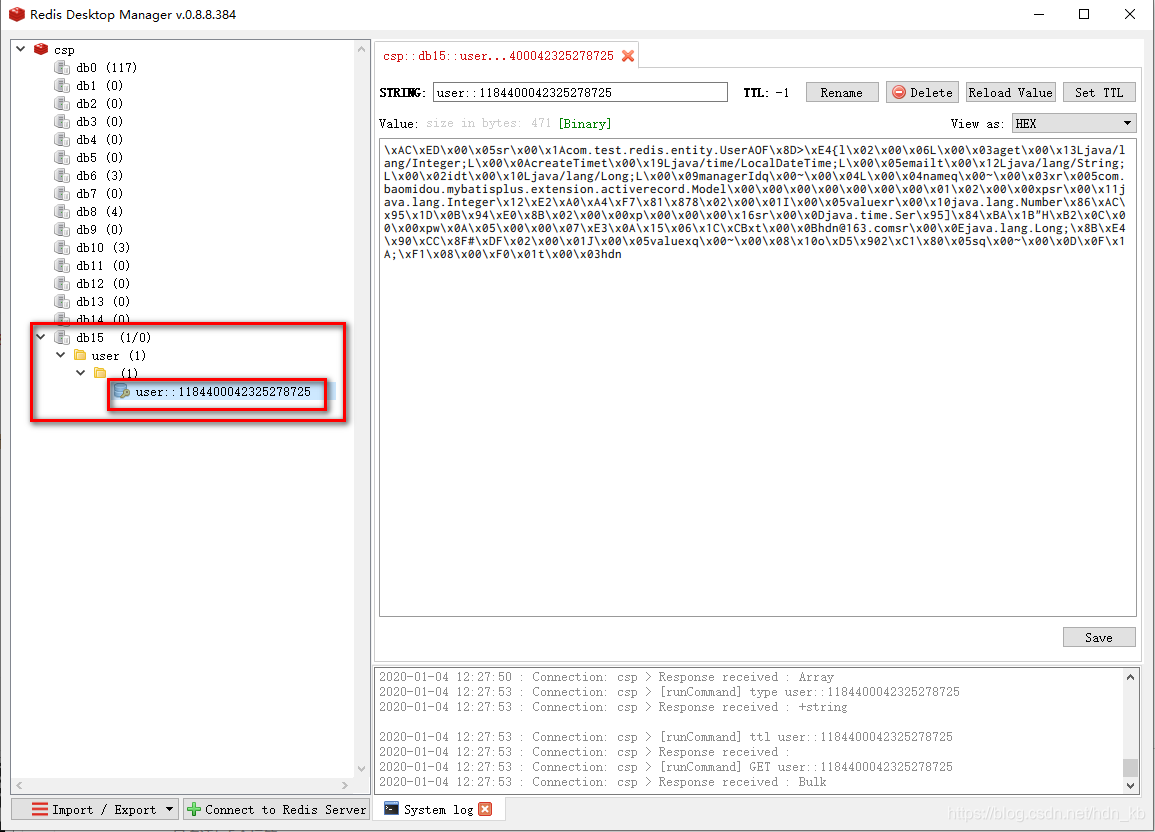 Redis Desktop Manager v.0.8.8.384
csp
db0 (117)
db1 (0)
db2 (0)
db3 (0)
db4 (0)
db5 (0)
db6 (3)
db7 (0)
db8 (4)
db9 (0)
db10 (3)
db11 (0)
db12 (0)
db13 (0)
db14 (0)
db15 (1/0)
user (1)
(1)
user::1184400042325278725
csp::db15::user...400042325278725
STRING: user::1184400042325278725 TTL: -1 Rename Delete Reload Value Set TTL
Value: size in bytes: 471 [Binary] View as: HEX
\xAC\xED\x00\x05sr\x00\x1Acom.test.redis.entity.UserAOF\x8D>\xE4{l\x02\x00\x06L\x00\x03aget\x00\x13Ljava/l
ang/Integer;L\x00\x0AcreateTimet\x00\x19Ljava/time/LocalDateTime;L\x00\x05emailt\x00\x12Ljava/lang/String;
L\x00\x02idt\x00\x10Ljava/lang/Long;L\x00\x09managerIdq\x00~\x00\x04L\x00\x04nameq\x00~\x00\x03xr\x005com.
baomidou.mybatisplus.extension.activerecord.Model\x00\x00\x00\x00\x00\x00\x00\x01\x02\x00\x00xpsr\x00\x11j
ava.lang.Integer\x12\xE2\xA0\xA4\xF7\x81\x878\x02\x00\x01I\x00\x05valuexr\x00\x10java.lang.Number\x86\xAC\
x95\x1D\x0B\x94\xE0\x8B\x02\x00\x00xp\x00\x00\x00\x16sr\x00\x0Djava.time.Ser\x95]\x84\xBA\x1B"H\xB2\x0C\x0
0\x00xpw\x0A\x05\x00\x00\x07\xE3\x0A\x15\x06\x1C\xCBxt\x00\x0Bhdn@163.comsr\x00\x0Ejava.lang.Long;\x8B\xE4
\x90\xCC\x8F#\xDF\x02\x00\x01J\x00\x05valuexq\x00~\x00\x08\x10o\xD5\x902\xC1\x80\x05sq\x00~\x00\x0D\x0F\x1
A;\xF1\x08\x00\xF0\x01t\x00\x03hdn
Save
2020-01-04 12:27:50 : Connection: csp > Response received : Array
2020-01-04 12:27:53 : Connection: csp > [runCommand] type user::1184400042325278725
2020-01-04 12:27:53 : Connection: csp > Response received : +string
2020-01-04 12:27:53 : Connection: csp > [runCommand] ttl user::1184400042325278725
2020-01-04 12:27:53 : Connection: csp > Response received :
2020-01-04 12:27:53 : Connection: csp > [runCommand] GET user::1184400042325278725
2020-01-04 12:27:53 : Connection: csp > Response received : Bulk
Import / Export Connect to Redis Server System log
https://blog.csdn.net/hdn_ko